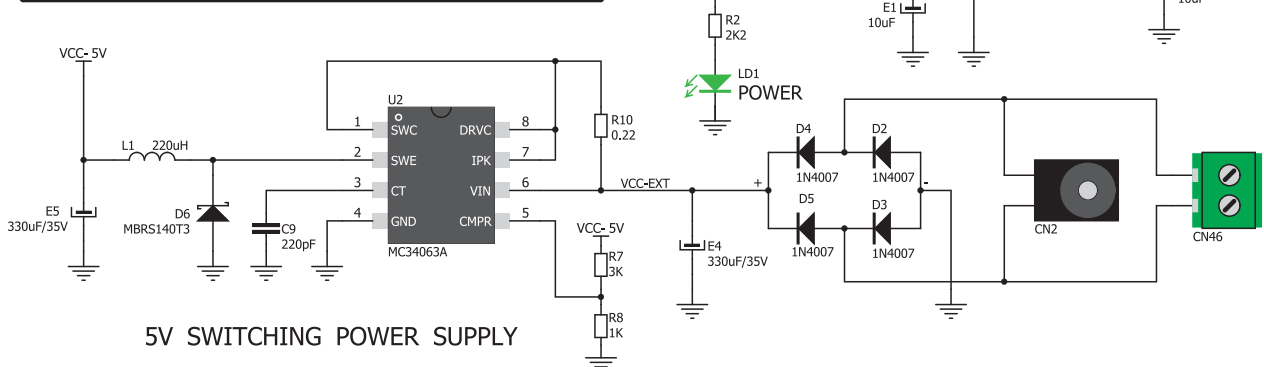 E1
10uF
10uF
R2
2K2
LD1
POWER
VCC-5V
U2
1
SWC
DRVC
8
R10
0.22
L1 220uH
2
SWE
IPK
7
3
CT
VIN
6
VCC-EXT
4
GND
CMPR
5
E5
330uF/35V
D6
MBRS140T3
C9
220pF
MC34063A
VCC-5V
R7
3K
R8
1K
E4
330uF/35V
D4
1N4007
D2
1N4007
+
-
D5
1N4007
D3
1N4007
CN2
CN46
5V SWITCHING POWER SUPPLY